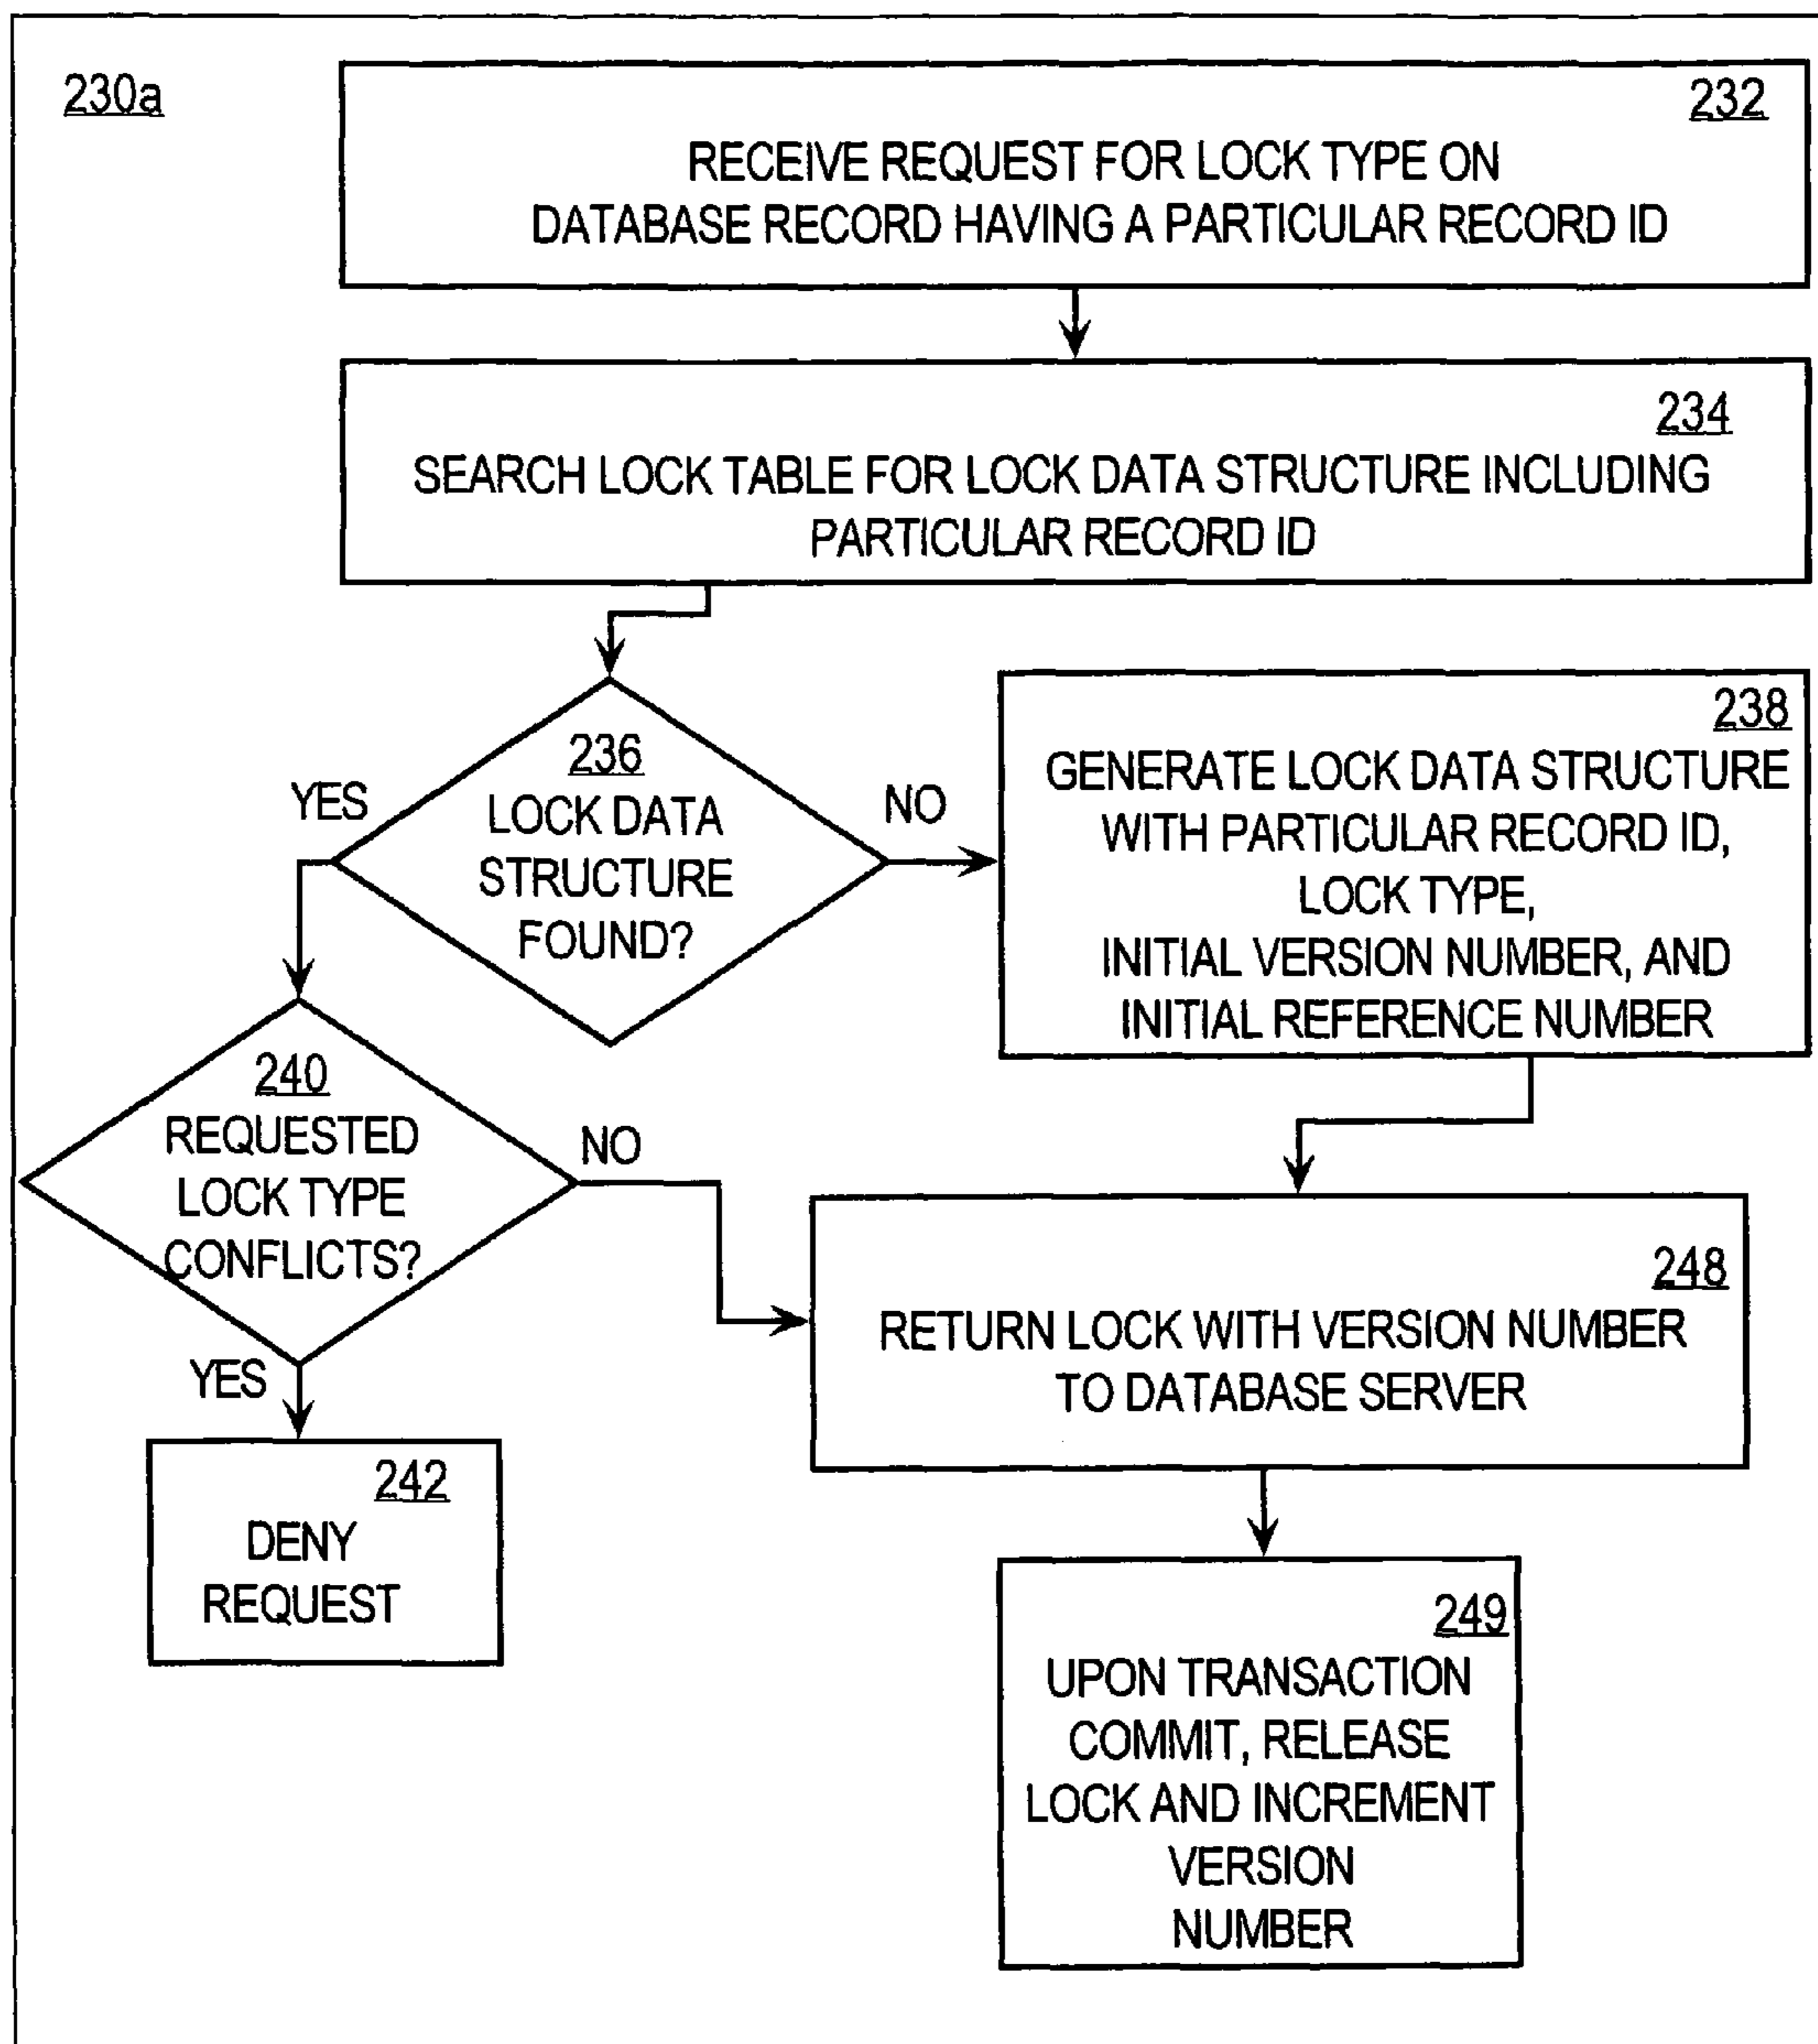 230a
232
RECEIVE REQUEST FOR LOCK TYPE ON
DATABASE RECORD HAVING A PARTICULAR RECORD ID
234
SEARCH LOCK TABLE FOR LOCK DATA STRUCTURE INCLUDING
PARTICULAR RECORD ID
236
LOCK DATA
STRUCTURE
FOUND?
YES
NO
238
GENERATE LOCK DATA STRUCTURE
WITH PARTICULAR RECORD ID,
LOCK TYPE,
INITIAL VERSION NUMBER, AND
INITIAL REFERENCE NUMBER
240
REQUESTED
LOCK TYPE
CONFLICTS?
NO
YES
242
DENY
REQUEST
248
RETURN LOCK WITH VERSION NUMBER
TO DATABASE SERVER
249
UPON TRANSACTION
COMMIT, RELEASE
LOCK AND INCREMENT
VERSION
NUMBER